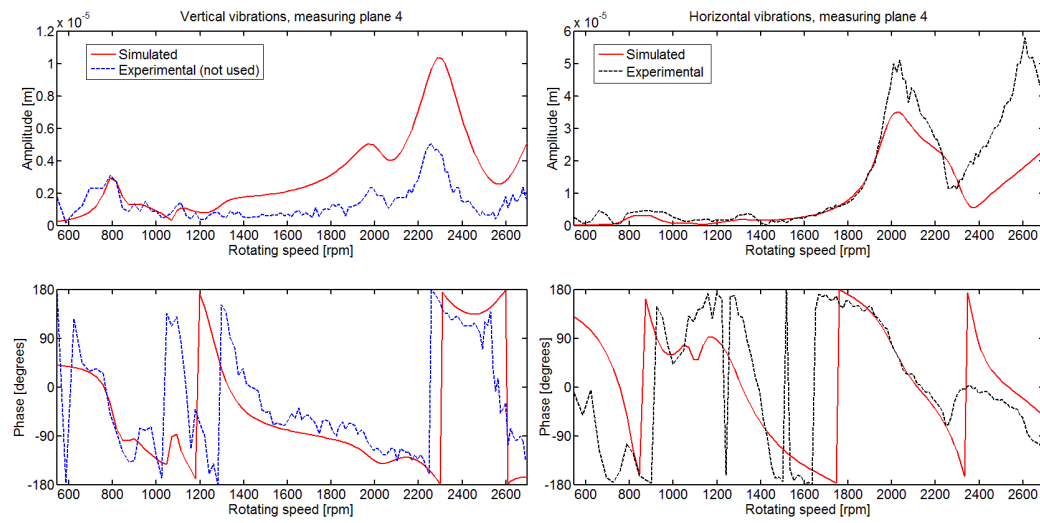 Vertical vibrations, measuring plane 4
x 10^-5
1.2
1
0.8
0.6
0.4
0.2
0
Amplitude [m]
Simulated
Experimental (not used)
600 800 1000 1200 1400 1600 1800 2000 2200 2400 2600
Rotating speed [rpm]
Horizontal vibrations, measuring plane 4
x 10^-5
6
5
4
3
2
1
0
Amplitude [m]
Simulated
Experimental
600 800 1000 1200 1400 1600 1800 2000 2200 2400 2600
Rotating speed [rpm]
180
90
0
-90
-180
Phase [degrees]
600 800 1000 1200 1400 1600 1800 2000 2200 2400 2600
Rotating speed [rpm]
180
90
0
-90
-180
Phase [degrees]
600 800 1000 1200 1400 1600 1800 2000 2200 2400 2600
Rotating speed [rpm]